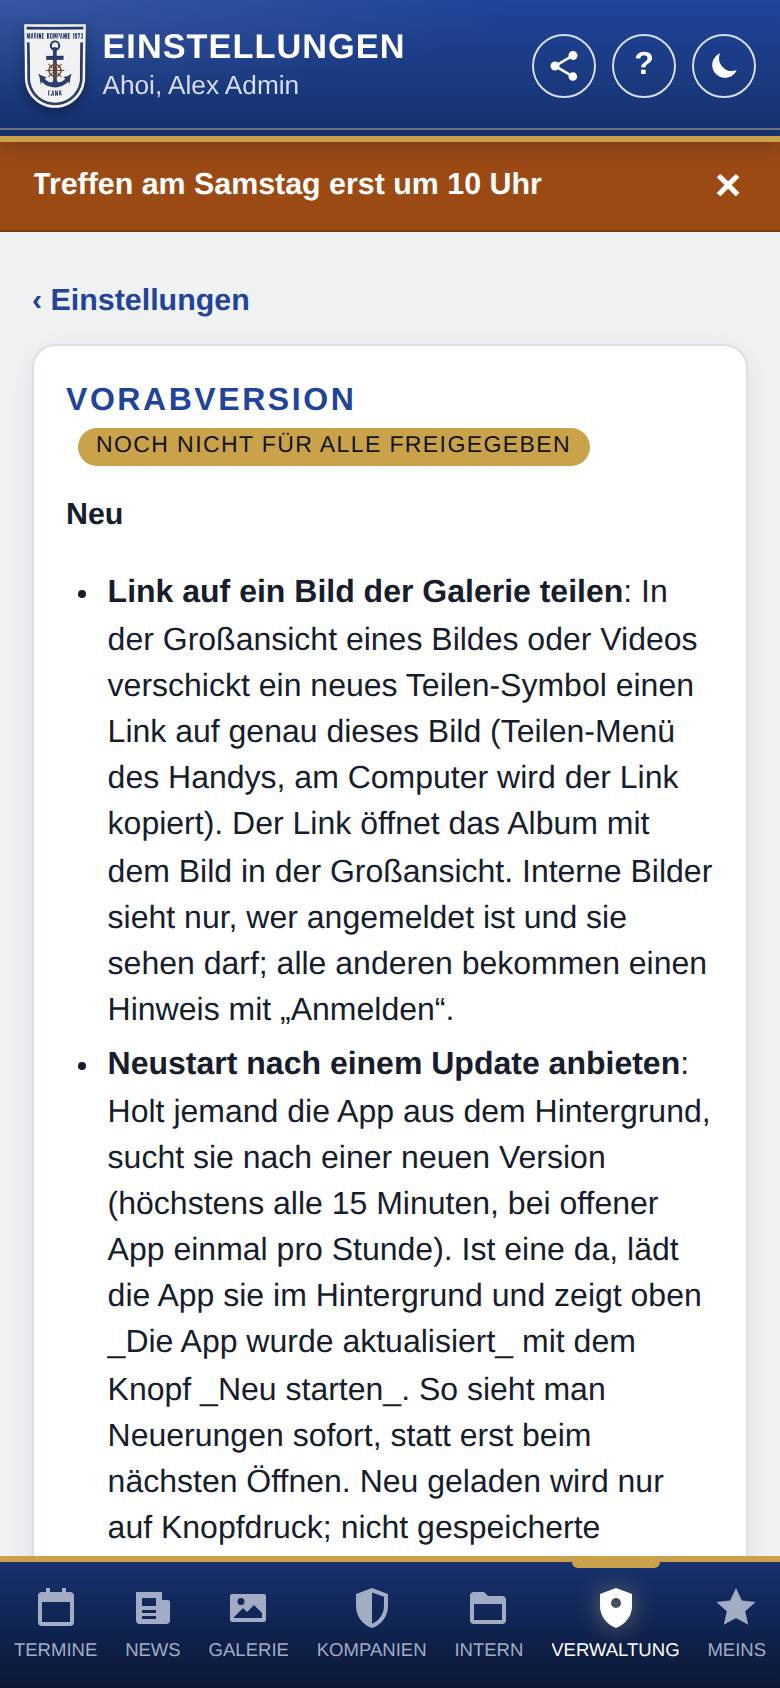 MARINE KOMPANIE 1973
LANK
EINSTELLUNGEN
Ahoi, Alex Admin
?
Treffen am Samstag erst um 10 Uhr
×
‹ Einstellungen
VORABVERSION
NOCH NICHT FÜR ALLE FREIGEGEBEN
Neu
• Link auf ein Bild der Galerie teilen: In
der Großansicht eines Bildes oder Videos
verschickt ein neues Teilen-Symbol einen
Link auf genau dieses Bild (Teilen-Menü
des Handys, am Computer wird der Link
kopiert). Der Link öffnet das Album mit
dem Bild in der Großansicht. Interne Bilder
sieht nur, wer angemeldet ist und sie
sehen darf; alle anderen bekommen einen
Hinweis mit „Anmelden“.
• Neustart nach einem Update anbieten:
Holt jemand die App aus dem Hintergrund,
sucht sie nach einer neuen Version
(höchstens alle 15 Minuten, bei offener
App einmal pro Stunde). Ist eine da, lädt
die App sie im Hintergrund und zeigt oben
_Die App wurde aktualisiert_ mit dem
Knopf _Neu starten_. So sieht man
Neuerungen sofort, statt erst beim
nächsten Öffnen. Neu geladen wird nur
auf Knopfdruck; nicht gespeicherte
TERMINE NEWS GALERIE KOMPANIEN INTERN VERWALTUNG MEINS